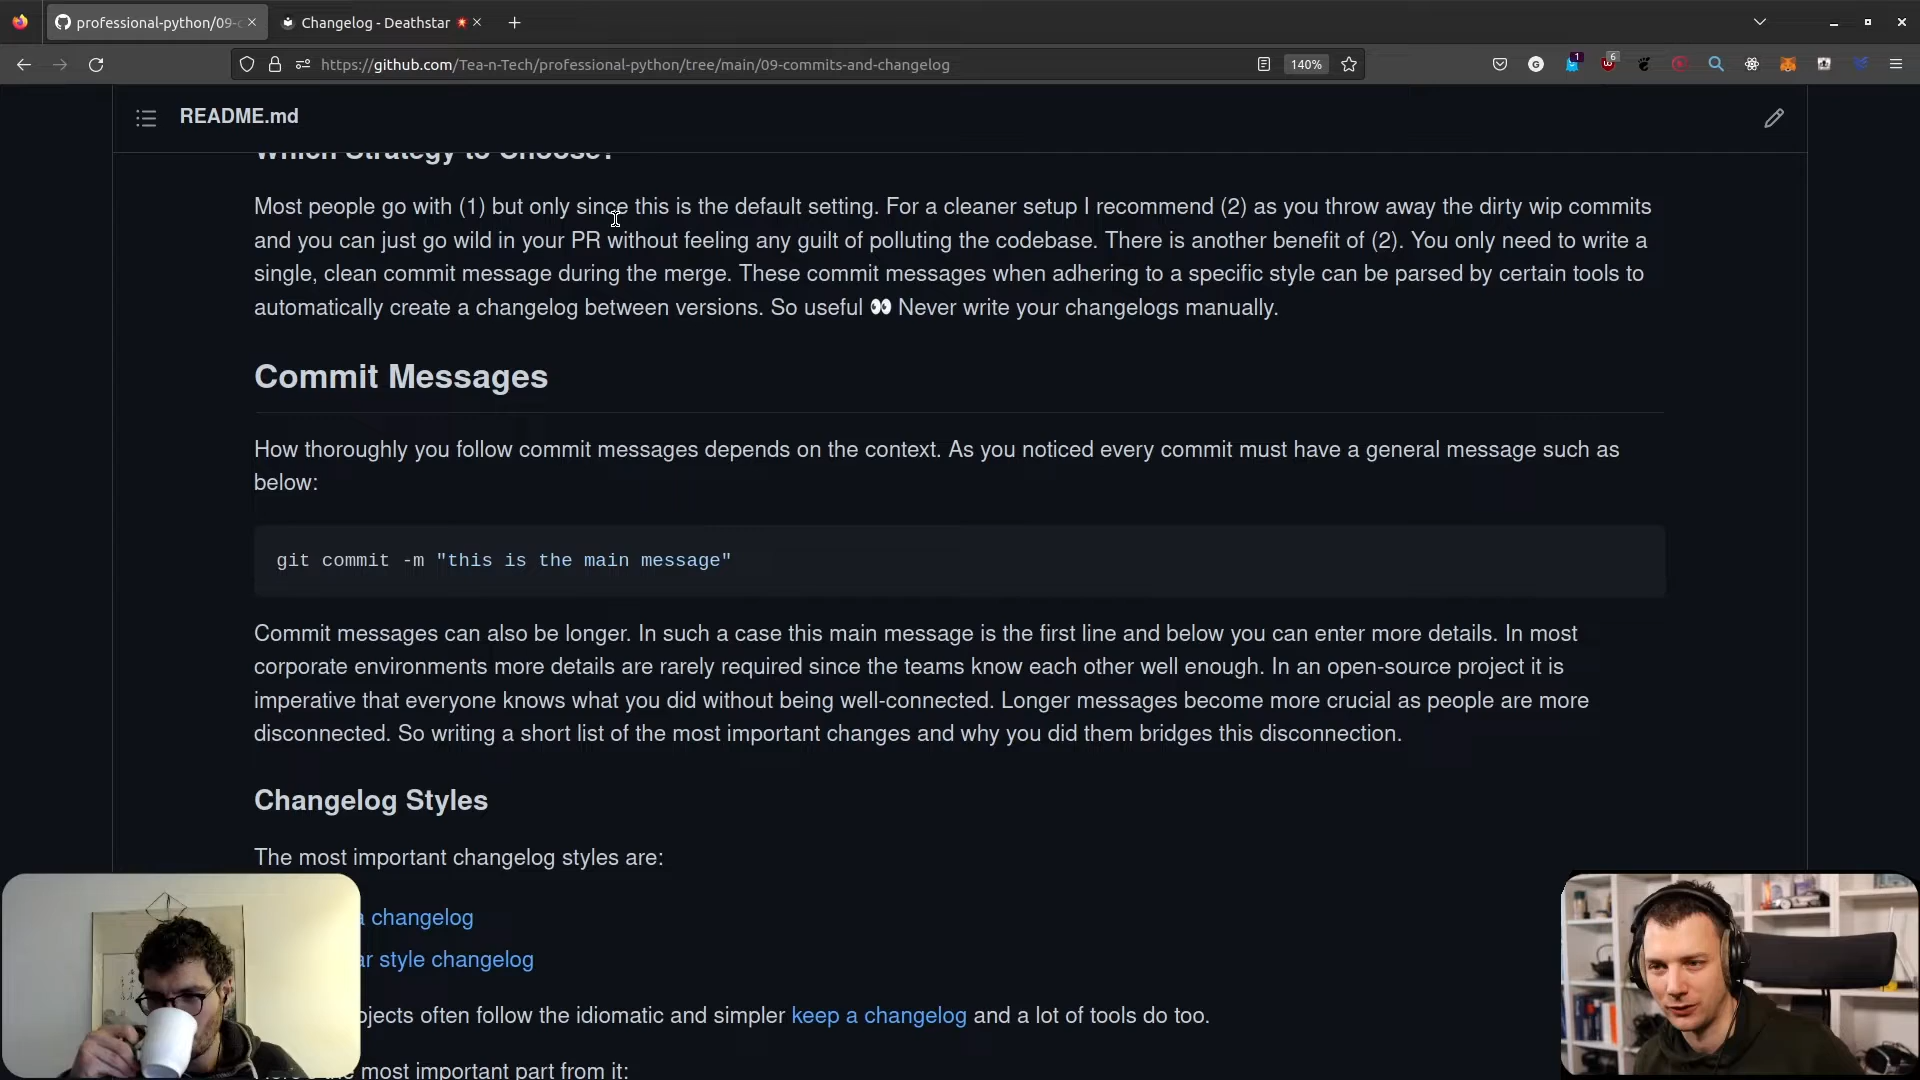 professional-python/09-c
Changelog - Deathstar
https://github.com/Tea-n-Tech/professional-python/tree/main/09-commits-and-changelog
140%
1
6
README.md
Which Strategy to Choose?
Most people go with (1) but only since this is the default setting. For a cleaner setup I recommend (2) as you throw away the dirty wip commits
and you can just go wild in your PR without feeling any guilt of polluting the codebase. There is another benefit of (2). You only need to write a
single, clean commit message during the merge. These commit messages when adhering to a specific style can be parsed by certain tools to
automatically create a changelog between versions. So useful 👀 Never write your changelogs manually.
Commit Messages
How thoroughly you follow commit messages depends on the context. As you noticed every commit must have a general message such as
below:
git commit -m "this is the main message"
Commit messages can also be longer. In such a case this main message is the first line and below you can enter more details. In most
corporate environments more details are rarely required since the teams know each other well enough. In an open-source project it is
imperative that everyone knows what you did without being well-connected. Longer messages become more crucial as people are more
disconnected. So writing a short list of the most important changes and why you did them bridges this disconnection.
Changelog Styles
The most important changelog styles are:
a changelog
ar style changelog
ojects often follow the idiomatic and simpler keep a changelog and a lot of tools do too.
most important part from it: